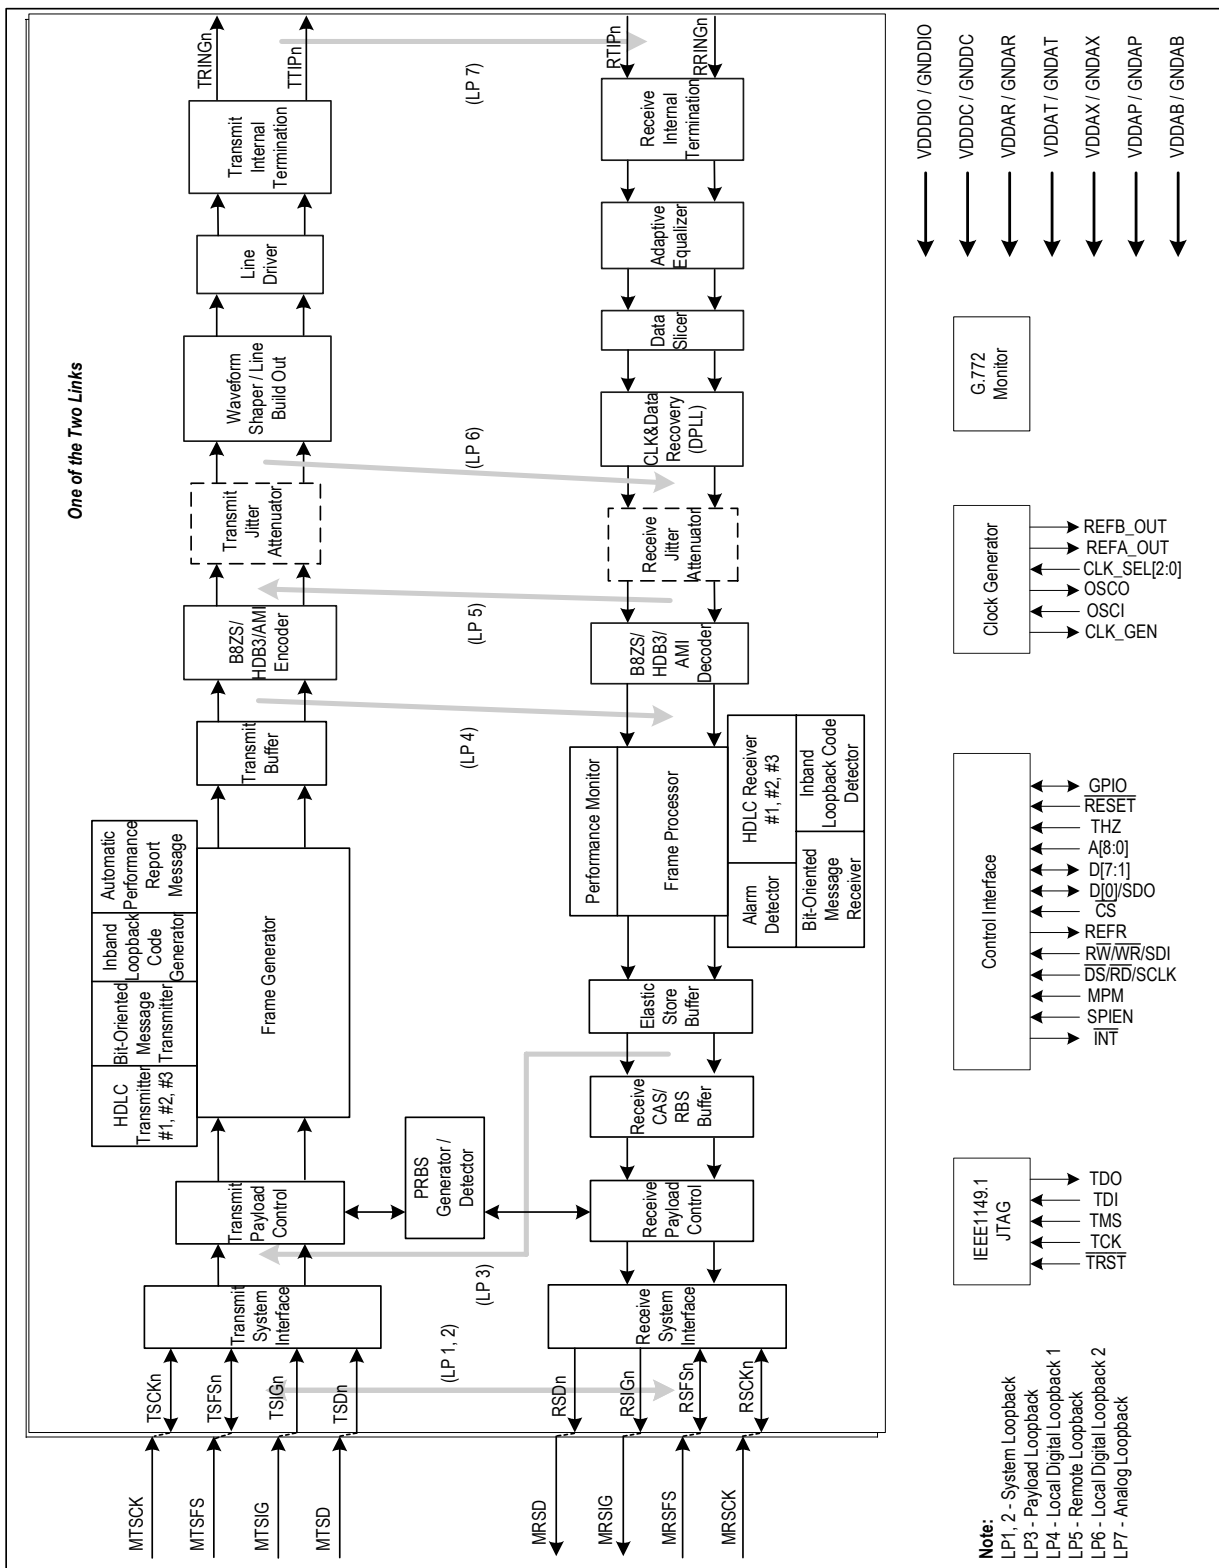 One of the Two Links
TRINGn
TTIPn
Transmit
Internal
Termination
Line
Driver
Waveform
Shaper / Line
Build Out
Transmit
Jitter
Attenuator
B8ZS/
HDB3/AMI
Encoder
Transmit
Buffer
Automatic
Performance
Report
Message
Inband
Loopback
Code
Generator
Bit-Oriented
Message
Transmitter
HDLC
Transmitter
#1, #2, #3
Frame Generator
Transmit
Payload
Control
Transmit
System
Interface
TSCKn
TSFSn
TSIGn
TSDn
MTSCK
MTSFS
MTSIG
MTSD
(LP 7)
(LP 6)
(LP 5)
(LP 4)
(LP 3)
(LP 1, 2)
PRBS
Generator /
Detector
RTIPn
RRINGn
Receive
Internal
Termination
Adaptive
Equalizer
Data
Slicer
CLK&Data
Recovery
(DPLL)
Receive
Jitter
Attenuator
B8ZS/
HDB3/
AMI
Decoder
Performance Monitor
Frame Processor
HDLC Receiver
#1, #2, #3
Inband
Loopback Code
Detector
Alarm
Detector
Bit-Oriented
Message
Receiver
Elastic
Store
Buffer
Receive
CAS/
RBS
Buffer
Receive
Payload
Control
Receive
System
Interface
RSDn
RSIGn
RSFSn
RSCKn
MRSD
MRSIG
MRSFS
MRSCK
VDDDIO / GNDDIO
VDDDC / GNDDC
VDDAR / GNDAR
VDDAT / GNDAT
VDDAX / GNDAX
VDDAP / GNDAP
VDDAB / GNDAB
G.772
Monitor
Clock Generator
REFB_OUT
REFA_OUT
CLK_SEL[2:0]
OSCO
OSCI
CLK_GEN
Control Interface
GPIO
RESET
THZ
A[8:0]
D[7:1]
D[0]/SDO
CS
REFR
RW/WR/SDI
DS/RD/SCLK
MPM
SPIEN
INT
IEEE1149.1
JTAG
TDO
TDI
TMS
TCK
TRST
Note:
LP1, 2 - System Loopback
LP3 - Payload Loopback
LP4 - Local Digital Loopback 1
LP5 - Remote Loopback
LP6 - Local Digital Loopback 2
LP7 - Analog Loopback